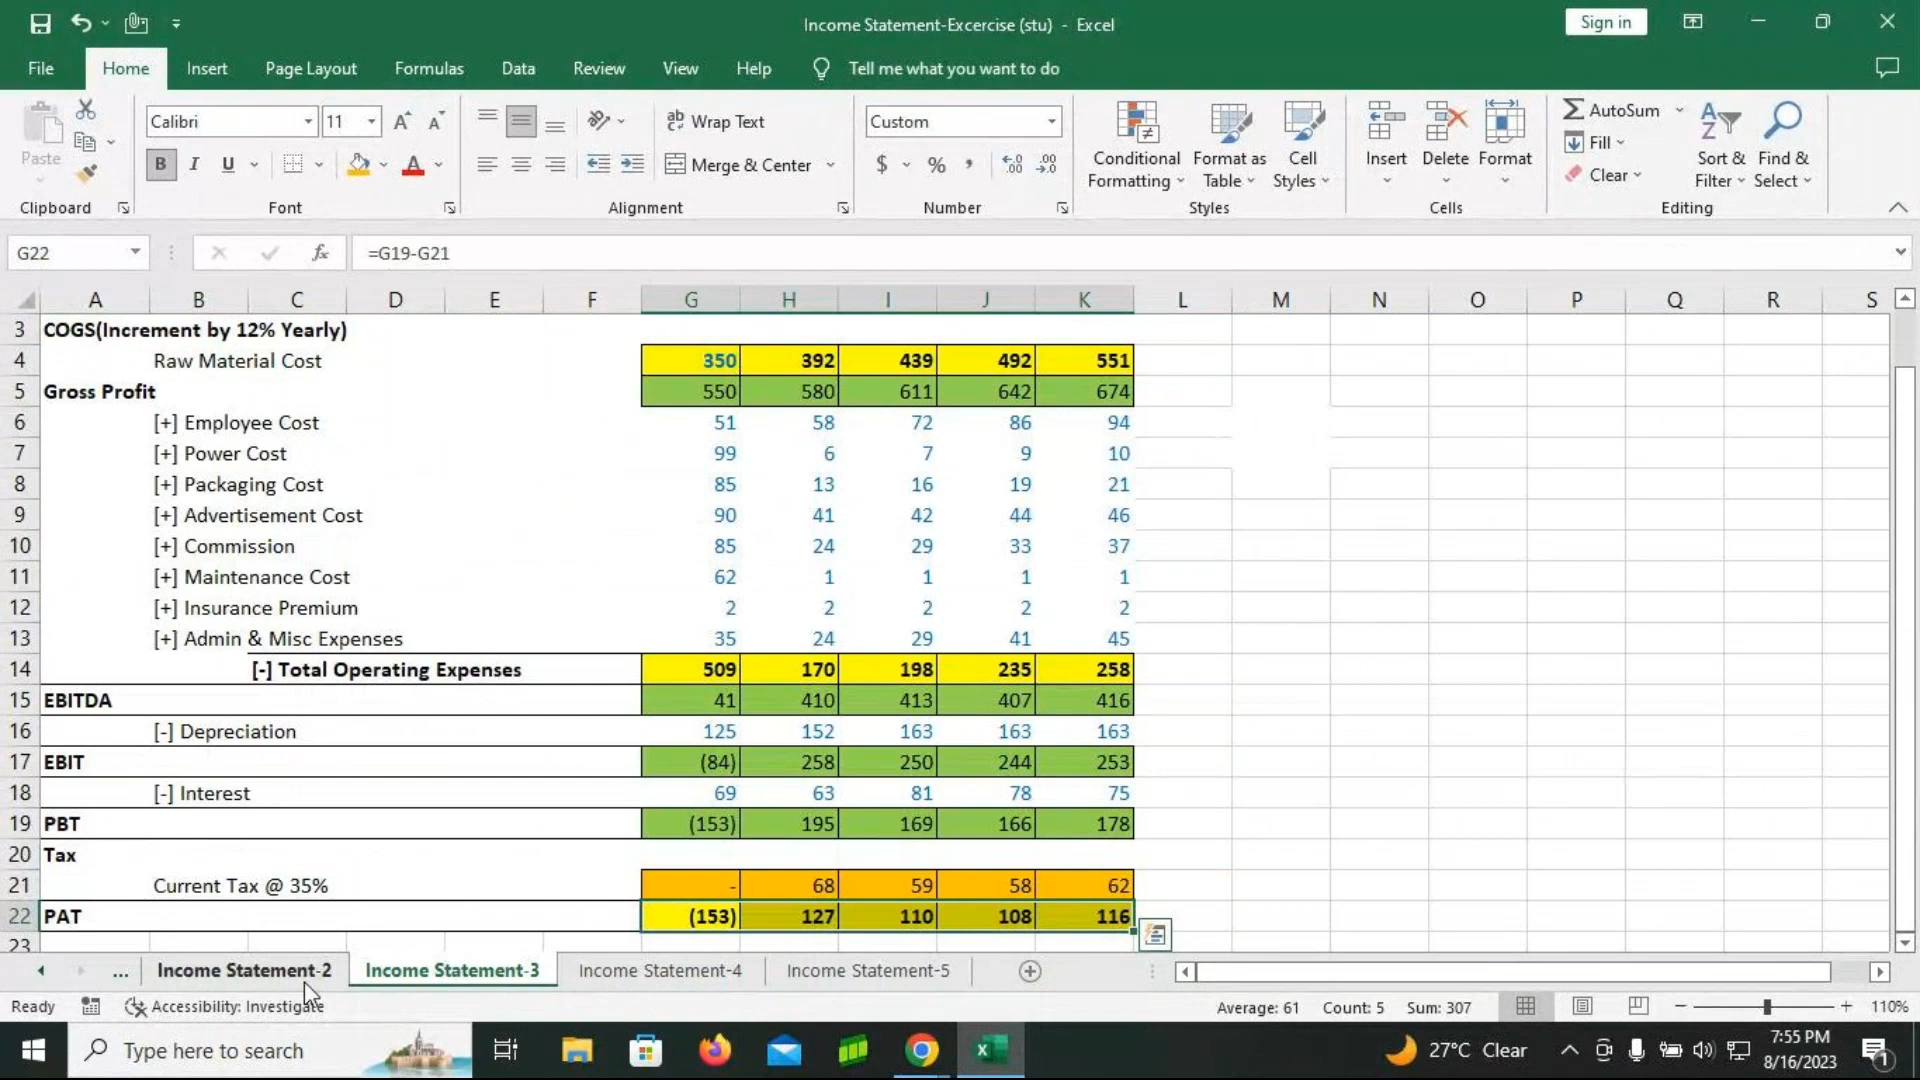 Income Statement-Excercise (stu) - Excel
Sign in
File Home Insert Page Layout Formulas Data Review View Help Tell me what you want to do
Paste
Clipboard
Calibri 11
B I U
Font
Wrap Text
Merge & Center
Alignment
Custom
$ % ,
Number
Conditional Formatting
Format as Table
Cell Styles
Styles
Insert Delete Format
Cells
AutoSum
Fill
Clear
Sort & Filter
Find & Select
Editing
G22 fx =G19-G21
A B C D E F G H I J K L M N O P Q R S
3 COGS(Increment by 12% Yearly)
4 Raw Material Cost 350 392 439 492 551
5 Gross Profit 550 580 611 642 674
6 [+] Employee Cost 51 58 72 86 94
7 [+] Power Cost 99 6 7 9 10
8 [+] Packaging Cost 85 13 16 19 21
9 [+] Advertisement Cost 90 41 42 44 46
10 [+] Commission 85 24 29 33 37
11 [+] Maintenance Cost 62 1 1 1 1
12 [+] Insurance Premium 2 2 2 2 2
13 [+] Admin & Misc Expenses 35 24 29 41 45
14 [-] Total Operating Expenses 509 170 198 235 258
15 EBITDA 41 410 413 407 416
16 [-] Depreciation 125 152 163 163 163
17 EBIT (84) 258 250 244 253
18 [-] Interest 69 63 81 78 75
19 PBT (153) 195 169 166 178
20 Tax
21 Current Tax @ 35% - 68 59 58 62
22 PAT (153) 127 110 108 116
23
... Income Statement-2 Income Statement-3 Income Statement-4 Income Statement-5
Ready Accessibility: Investigate Average: 61 Count: 5 Sum: 307 110%
Type here to search
27°C Clear
7:55 PM
8/16/2023
1